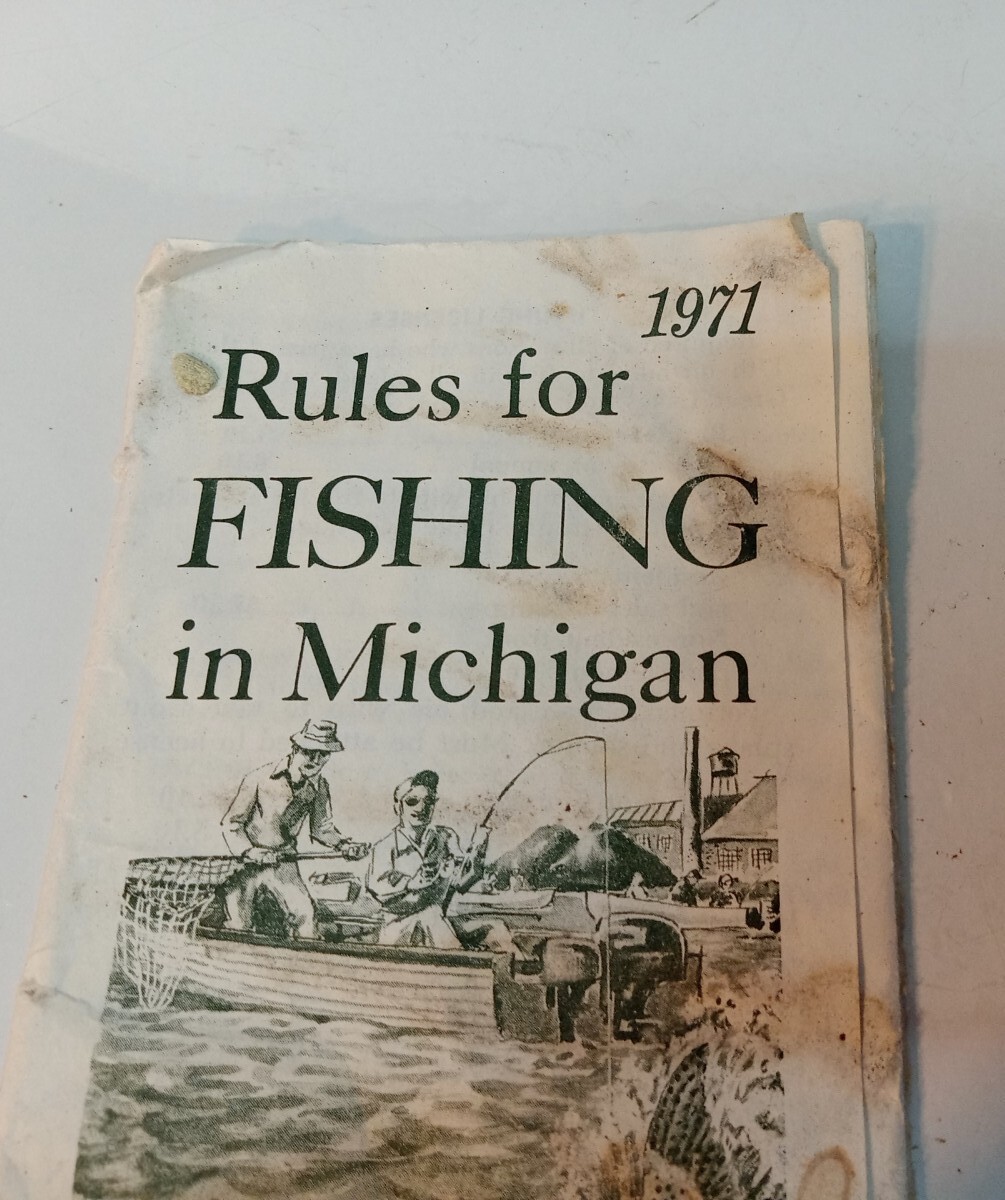 1971
Rules for
FISHING
in Michigan